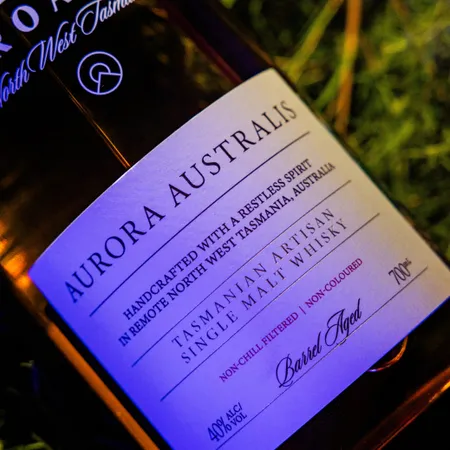 North West Tasma
AURORA AUSTRALIS
HANDCRAFTED WITH A RESTLESS SPIRIT
IN REMOTE NORTH WEST TASMANIA, AUSTRALIA
TASMANIAN ARTISAN
SINGLE MALT WHISKY
NON-CHILL FILTERED | NON-COLOURED
700ml
Barrel Aged
40% ALC/
VOL